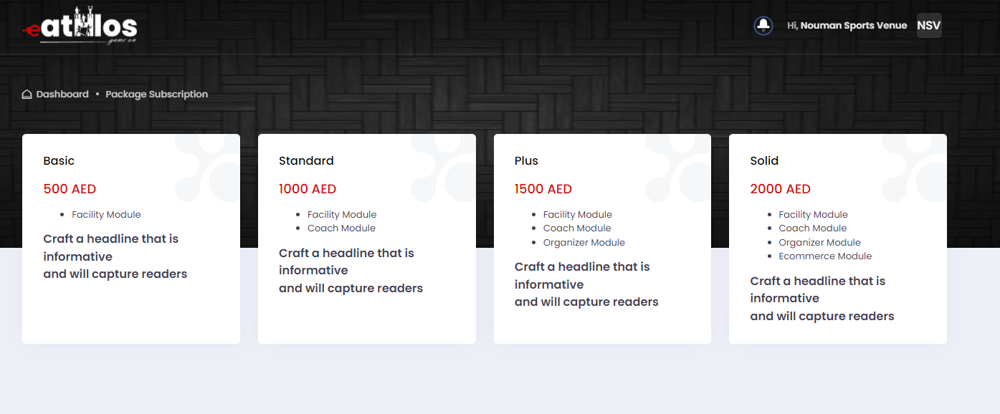 eathlos
game on
Hi, Nouman Sports Venue NSV
Dashboard • Package Subscription
Basic
500 AED
• Facility Module
Craft a headline that is
informative
and will capture readers
Standard
1000 AED
• Facility Module
• Coach Module
Craft a headline that is
informative
and will capture readers
Plus
1500 AED
• Facility Module
• Coach Module
• Organizer Module
Craft a headline that is
informative
and will capture readers
Solid
2000 AED
• Facility Module
• Coach Module
• Organizer Module
• Ecommerce Module
Craft a headline that is
informative
and will capture readers